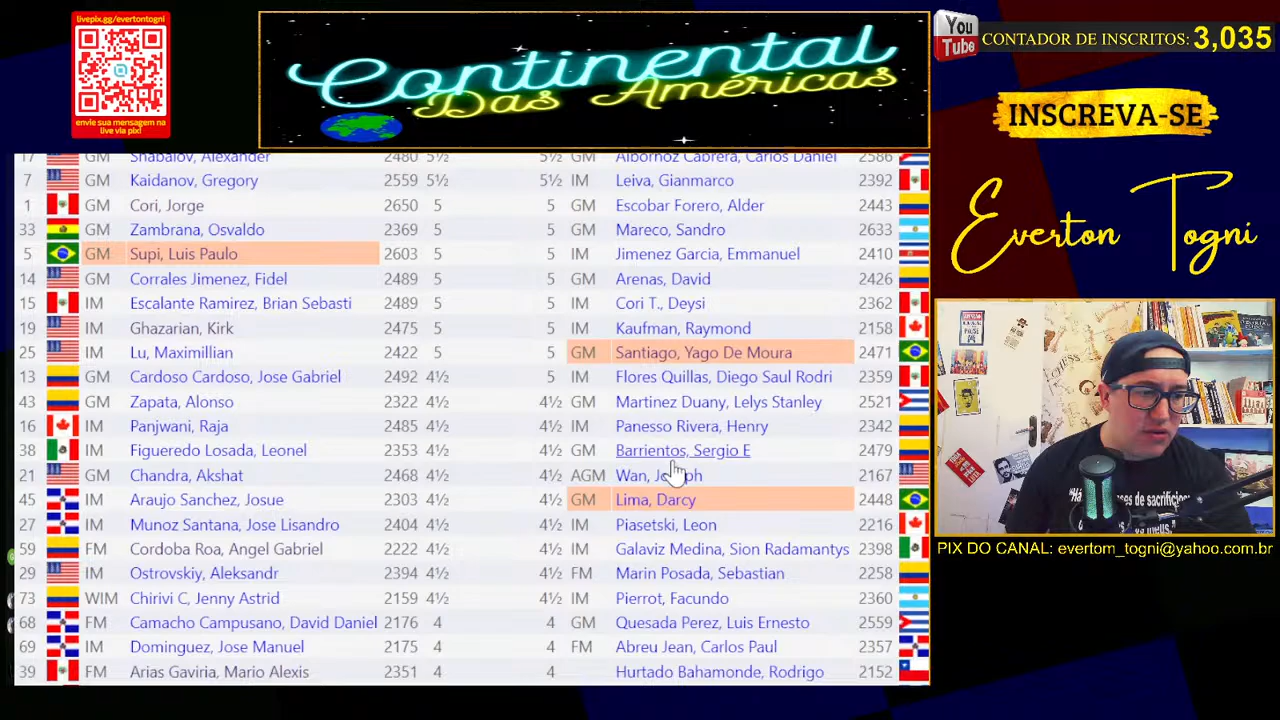 livepix.gg/evertontogni
envie sua mensagem na
live via pix!
Continental
Das Américas
You
Tube
CONTADOR DE INSCRITOS: 3,035
INSCREVA-SE
Everton Togni
17 GM Shabalov, Alexander 2480 5½ 5½ GM Albornoz Cabrera, Carlos Daniel 2586
7 GM Kaidanov, Gregory 2559 5½ 5½ IM Leiva, Gianmarco 2392
1 GM Cori, Jorge 2650 5 5 GM Escobar Forero, Alder 2443
33 GM Zambrana, Osvaldo 2369 5 5 GM Mareco, Sandro 2633
5 GM Supi, Luis Paulo 2603 5 5 IM Jimenez Garcia, Emmanuel 2410
14 GM Corrales Jimenez, Fidel 2489 5 5 GM Arenas, David 2426
15 IM Escalante Ramirez, Brian Sebasti 2489 5 5 IM Cori T., Deysi 2362
19 IM Ghazarian, Kirk 2475 5 5 IM Kaufman, Raymond 2158
25 IM Lu, Maximillian 2422 5 5 GM Santiago, Yago De Moura 2471
13 GM Cardoso Cardoso, Jose Gabriel 2492 4½ 5 IM Flores Quillas, Diego Saul Rodri 2359
43 GM Zapata, Alonso 2322 4½ 4½ GM Martinez Duany, Lelys Stanley 2521
16 IM Panjwani, Raja 2485 4½ 4½ IM Panesso Rivera, Henry 2342
38 IM Figueredo Losada, Leonel 2353 4½ 4½ GM Barrientos, Sergio E 2479
21 GM Chandra, Akshat 2468 4½ 4½ AGM Wan, 2167
45 IM Araujo Sanchez, Josue 2303 4½ 4½ GM Lima, Darcy 2448
27 IM Munoz Santana, Jose Lisandro 2404 4½ 4½ IM Piasetski, Leon 2216
59 FM Cordoba Roa, Angel Gabriel 2222 4½ 4½ IM Galaviz Medina, Sion Radamantys 2398
29 IM Ostrovskiy, Aleksandr 2394 4½ 4½ FM Marin Posada, Sebastian 2258
73 WIM Chirivi C, Jenny Astrid 2159 4½ 4½ IM Pierrot, Facundo 2360
68 FM Camacho Campusano, David Daniel 2176 4 4 GM Quesada Perez, Luis Ernesto 2559
69 IM Dominguez, Jose Manuel 2175 4 4 FM Abreu Jean, Carlos Paul 2357
39 FM Arias Gaviria, Mario Alexis 2351 4 4 Hurtado Bahamonde, Rodrigo 2152
PIX DO CANAL: evertom_togni@yahoo.com.br